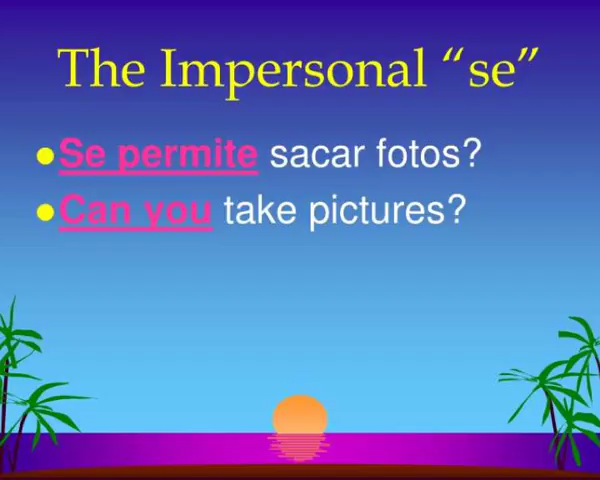 The Impersonal “se”
Se permite sacar fotos?
Can you take pictures?